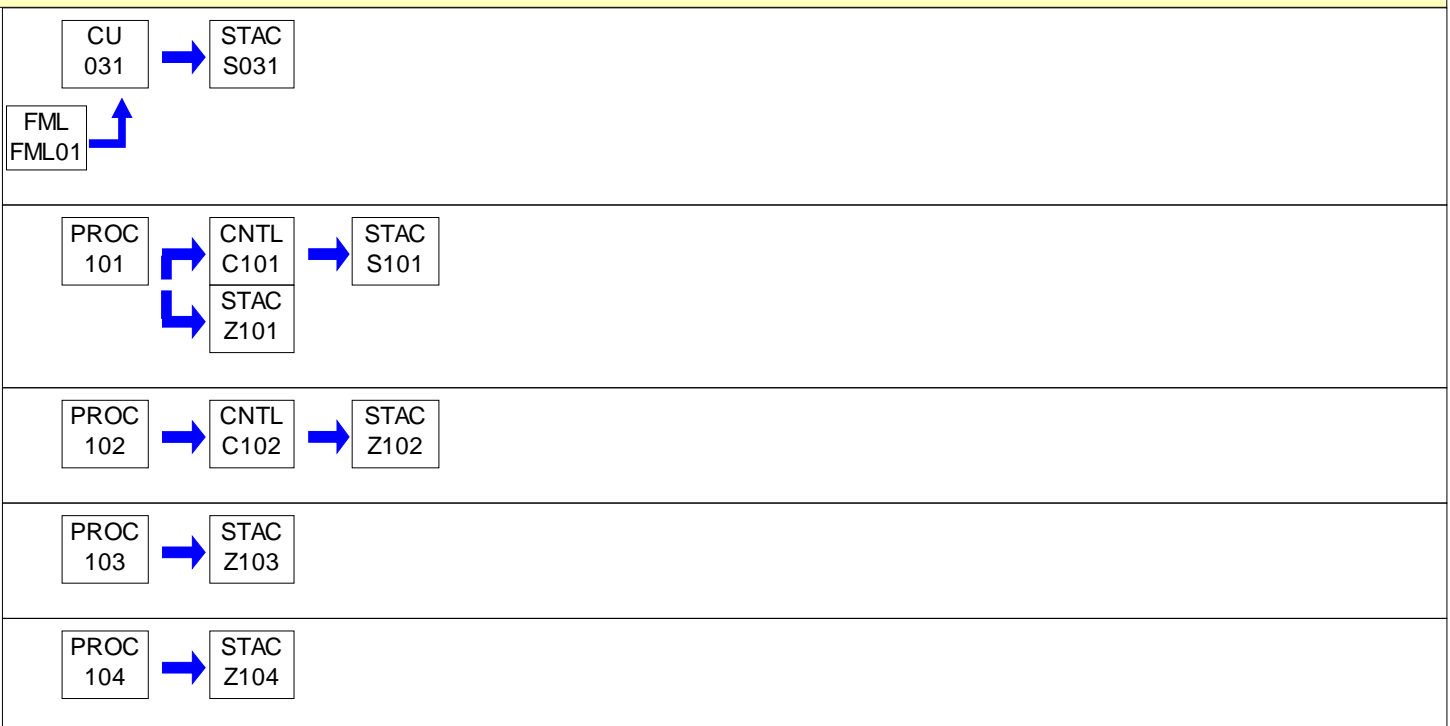 CU
031
STAC
S031
FML
FML01
PROC
101
CNTL
C101
STAC
S101
STAC
Z101
PROC
102
CNTL
C102
STAC
Z102
PROC
103
STAC
Z103
PROC
104
STAC
Z104